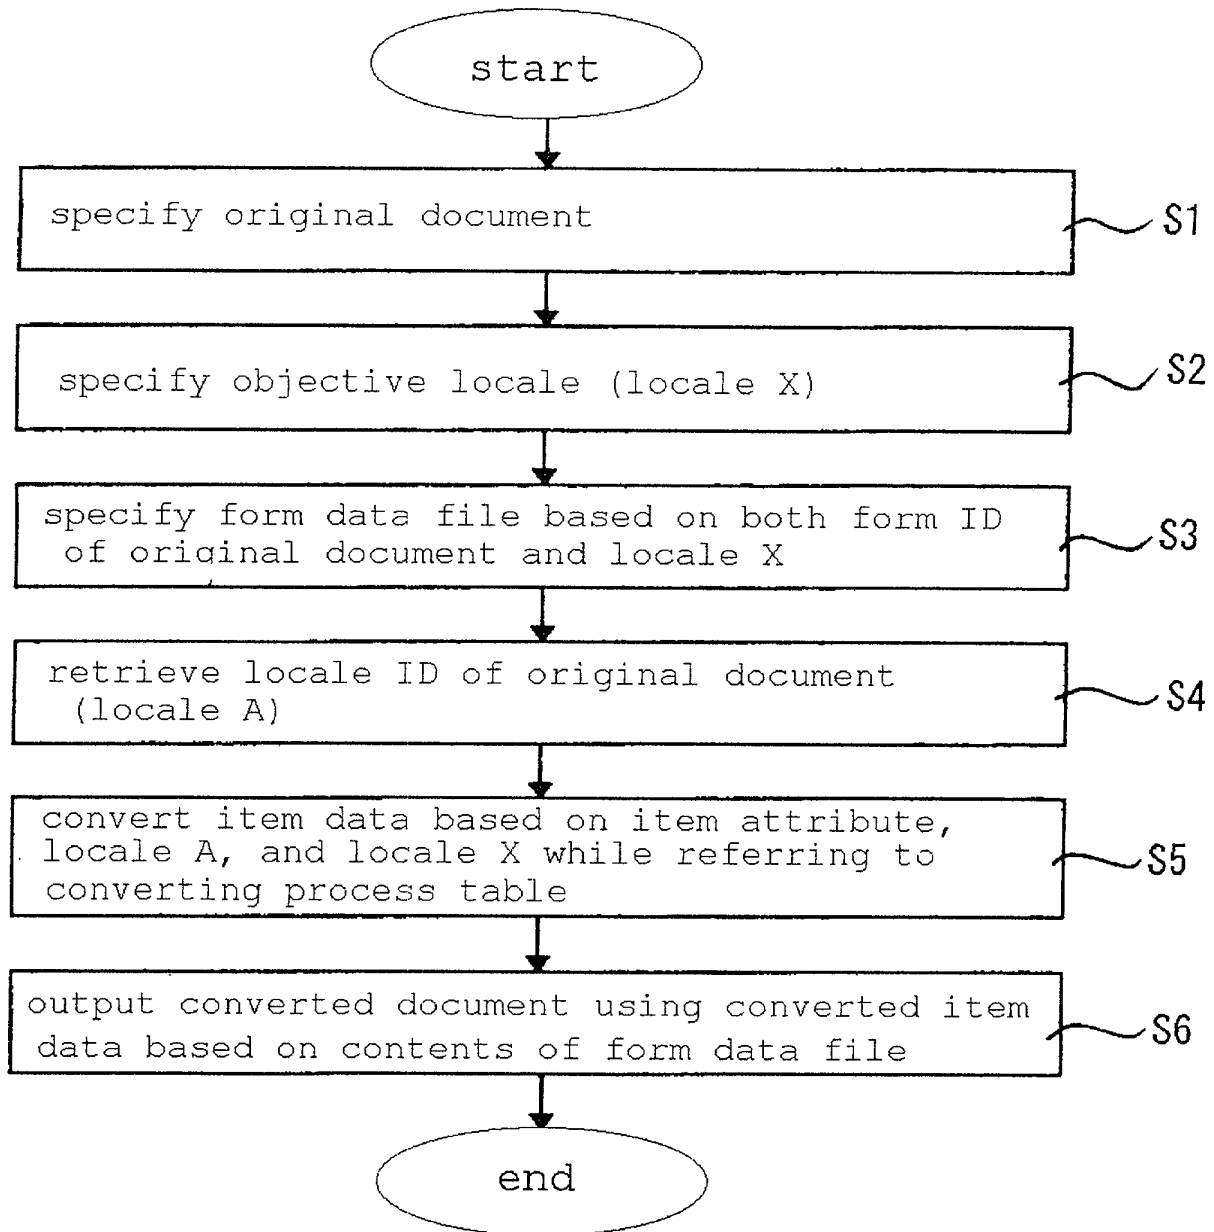 start
specify original document
S1
specify objective locale (locale X)
S2
specify form data file based on both form ID
of original document and locale X
S3
retrieve locale ID of original document
(locale A)
S4
convert item data based on item attribute,
locale A, and locale X while referring to
converting process table
S5
output converted document using converted item
data based on contents of form data file
S6
end